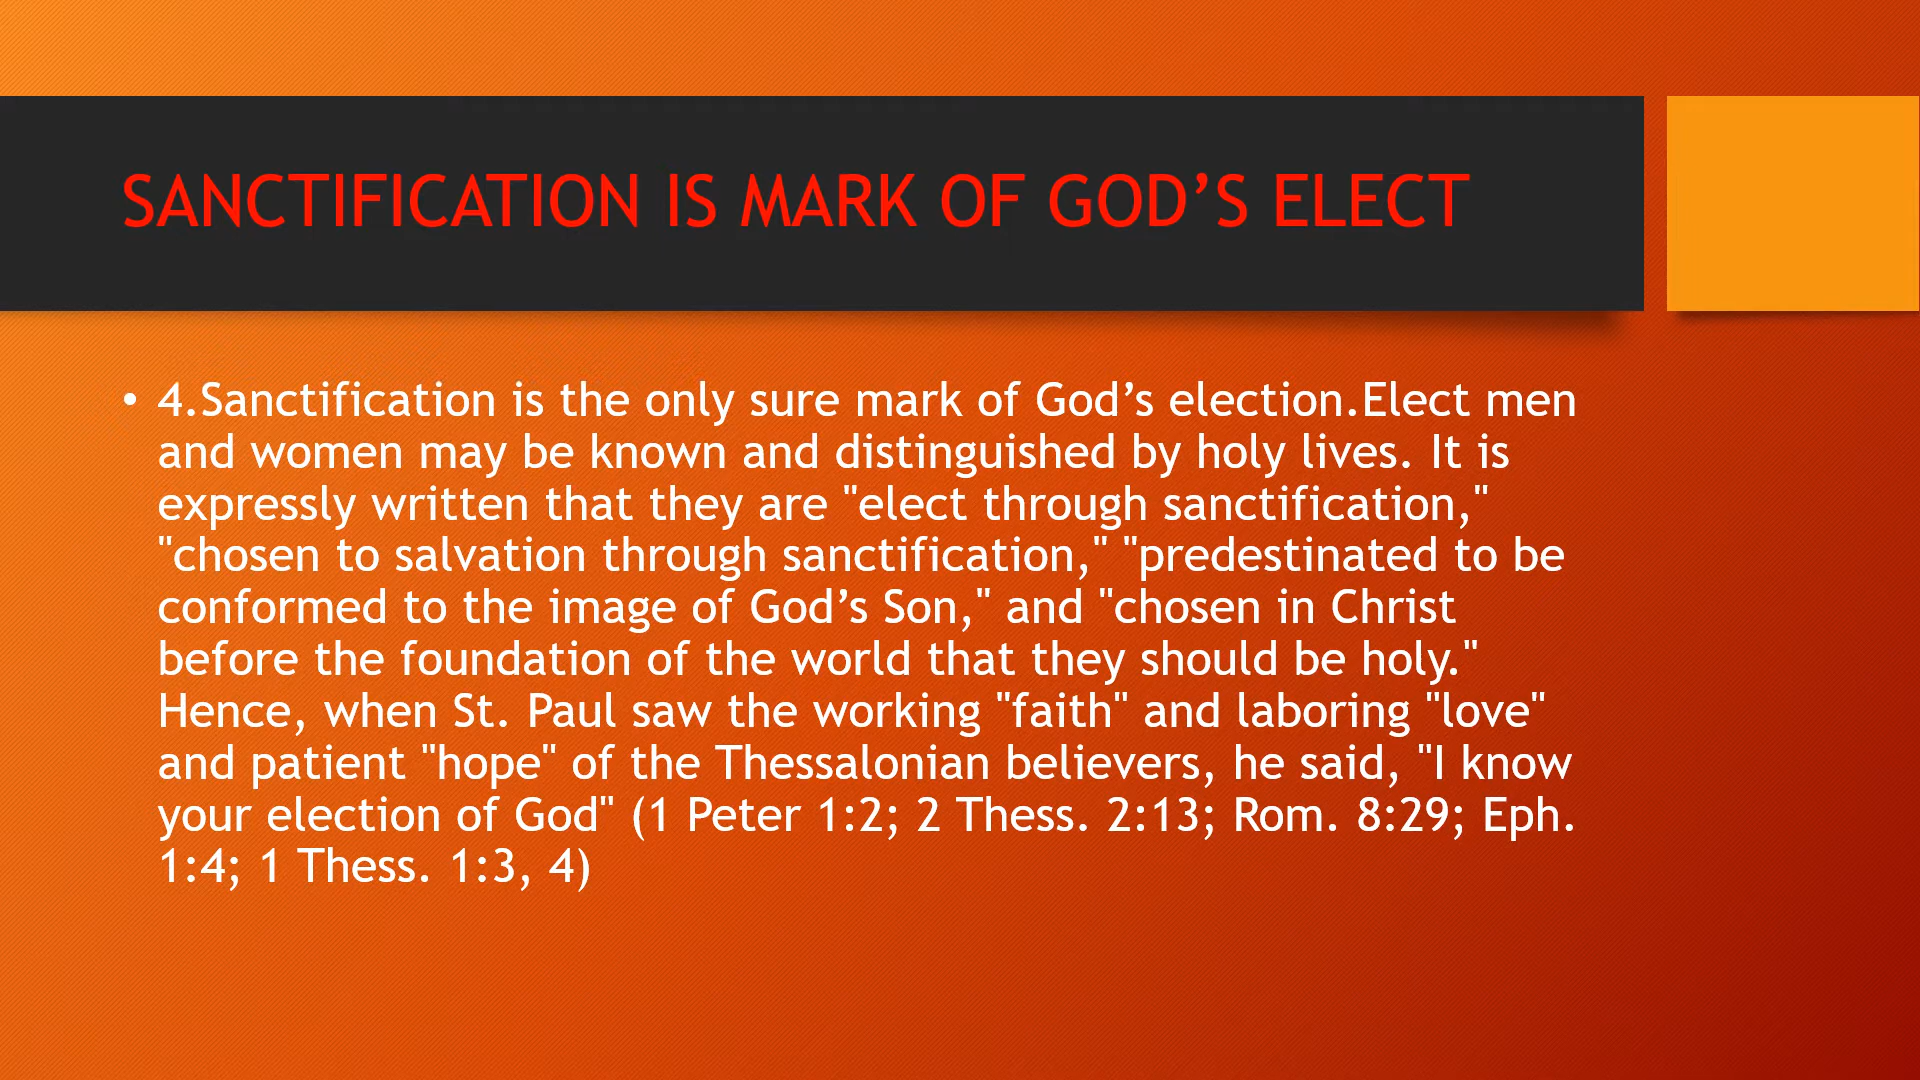 SANCTIFICATION IS MARK OF GOD’S ELECT
• 4.Sanctification is the only sure mark of God’s election.Elect men
and women may be known and distinguished by holy lives. It is
expressly written that they are "elect through sanctification,"
"chosen to salvation through sanctification," "predestinated to be
conformed to the image of God’s Son," and "chosen in Christ
before the foundation of the world that they should be holy."
Hence, when St. Paul saw the working "faith" and laboring "love"
and patient "hope" of the Thessalonian believers, he said, "I know
your election of God" (1 Peter 1:2; 2 Thess. 2:13; Rom. 8:29; Eph.
1:4; 1 Thess. 1:3, 4)